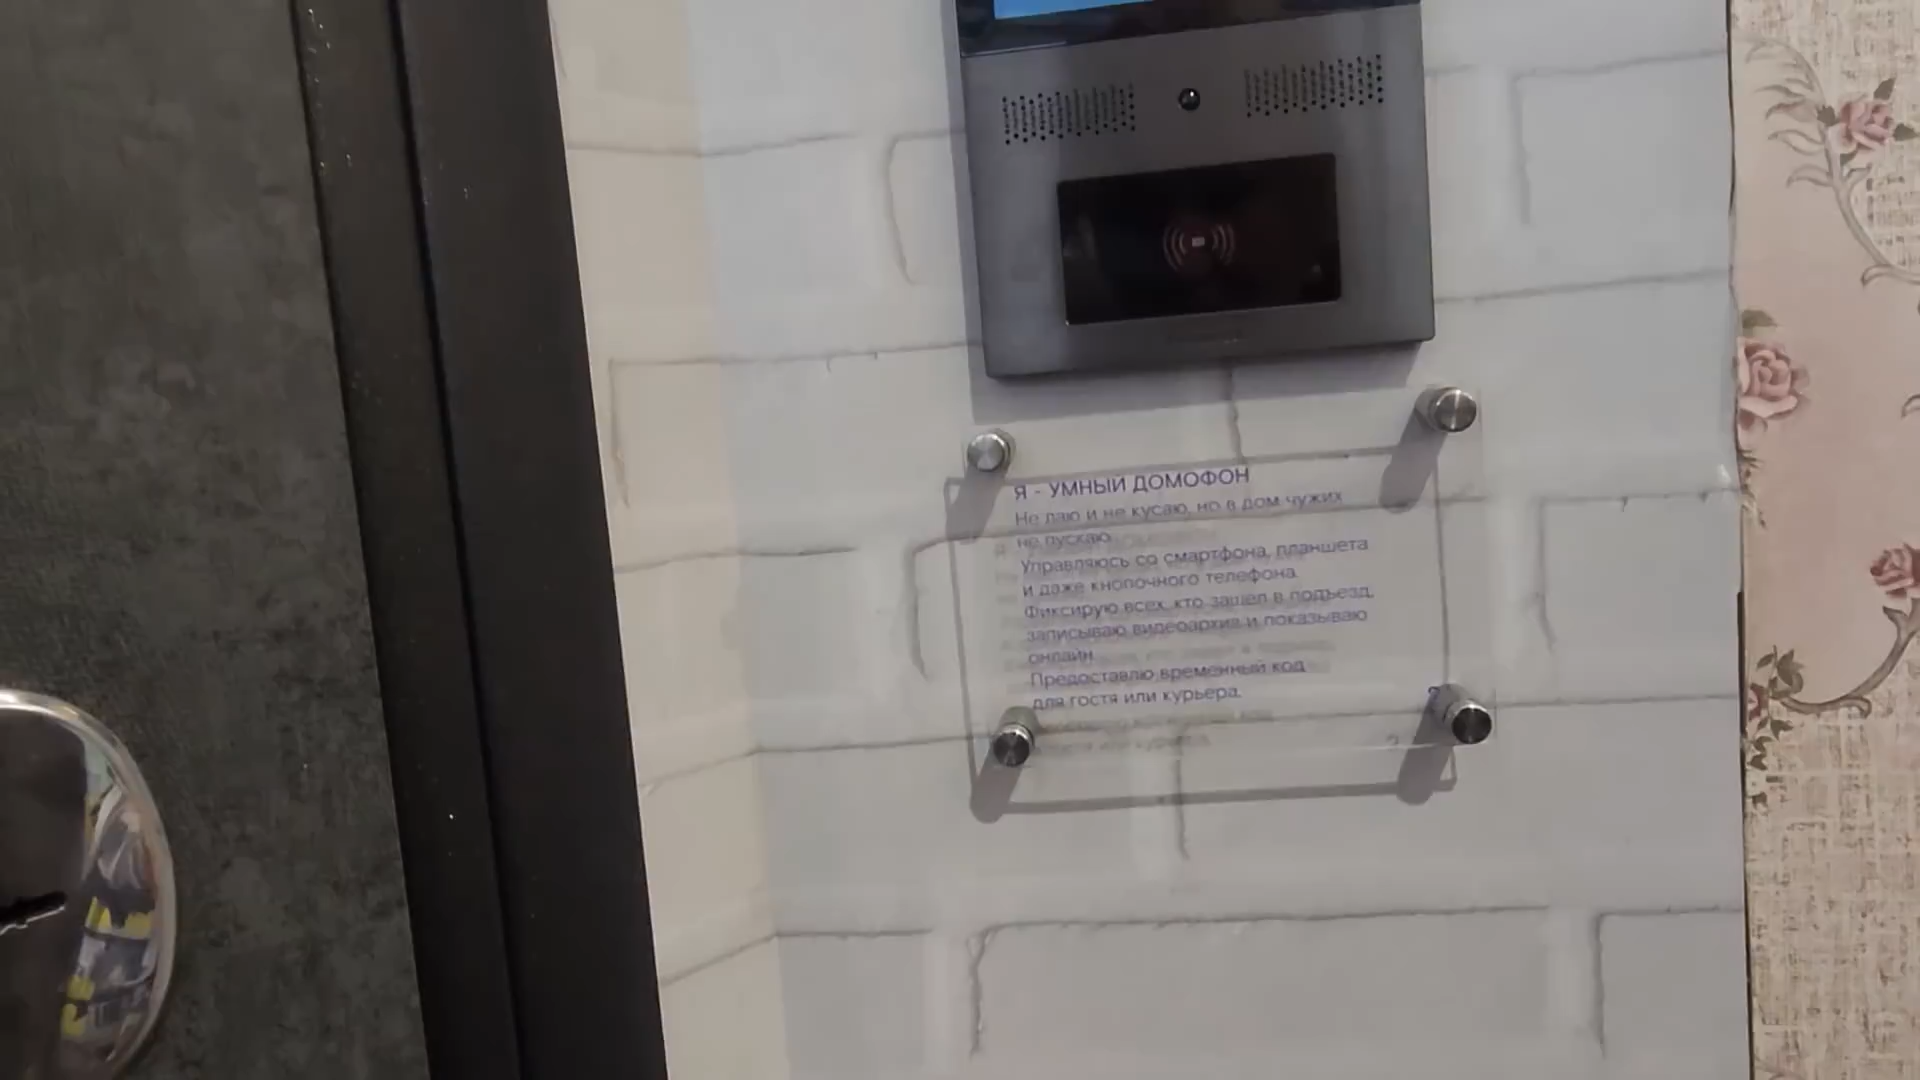 Я - УМНЫЙ ДОМОФОН
Не лаю и не кусаю, но в дом чужих
не пускаю.
Управляюсь со смартфона, планшета
и даже кнопочного телефона.
Фиксирую всех, кто зашел в подъезд,
записываю видеоархив и показываю
онлайн.
Предоставлю временный код
для гостя или курьера.